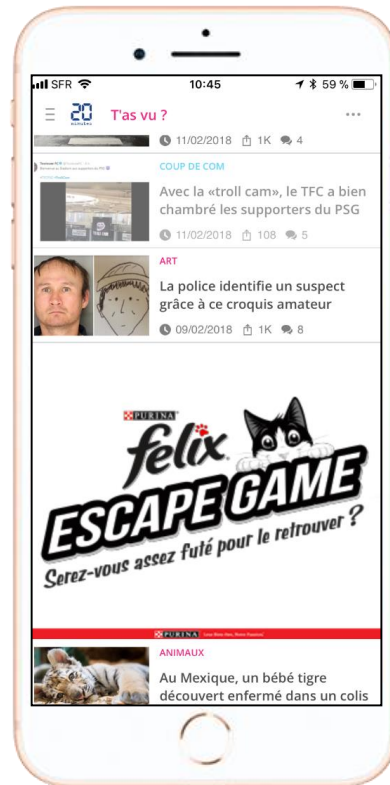 SFR
10:45
59 %
20
minutes
T'as vu ?
11/02/2018 1K 4
COUP DE COM
Avec la «troll cam», le TFC a bien
chambré les supporters du PSG
11/02/2018 108 5
ART
La police identifie un suspect
grâce à ce croquis amateur
09/02/2018 1K 8
PURINA
felix
ESCAPE GAME
Serez-vous assez futé pour le retrouver ?
PURINA
ANIMAUX
Au Mexique, un bébé tigre
découvert enfermé dans un colis